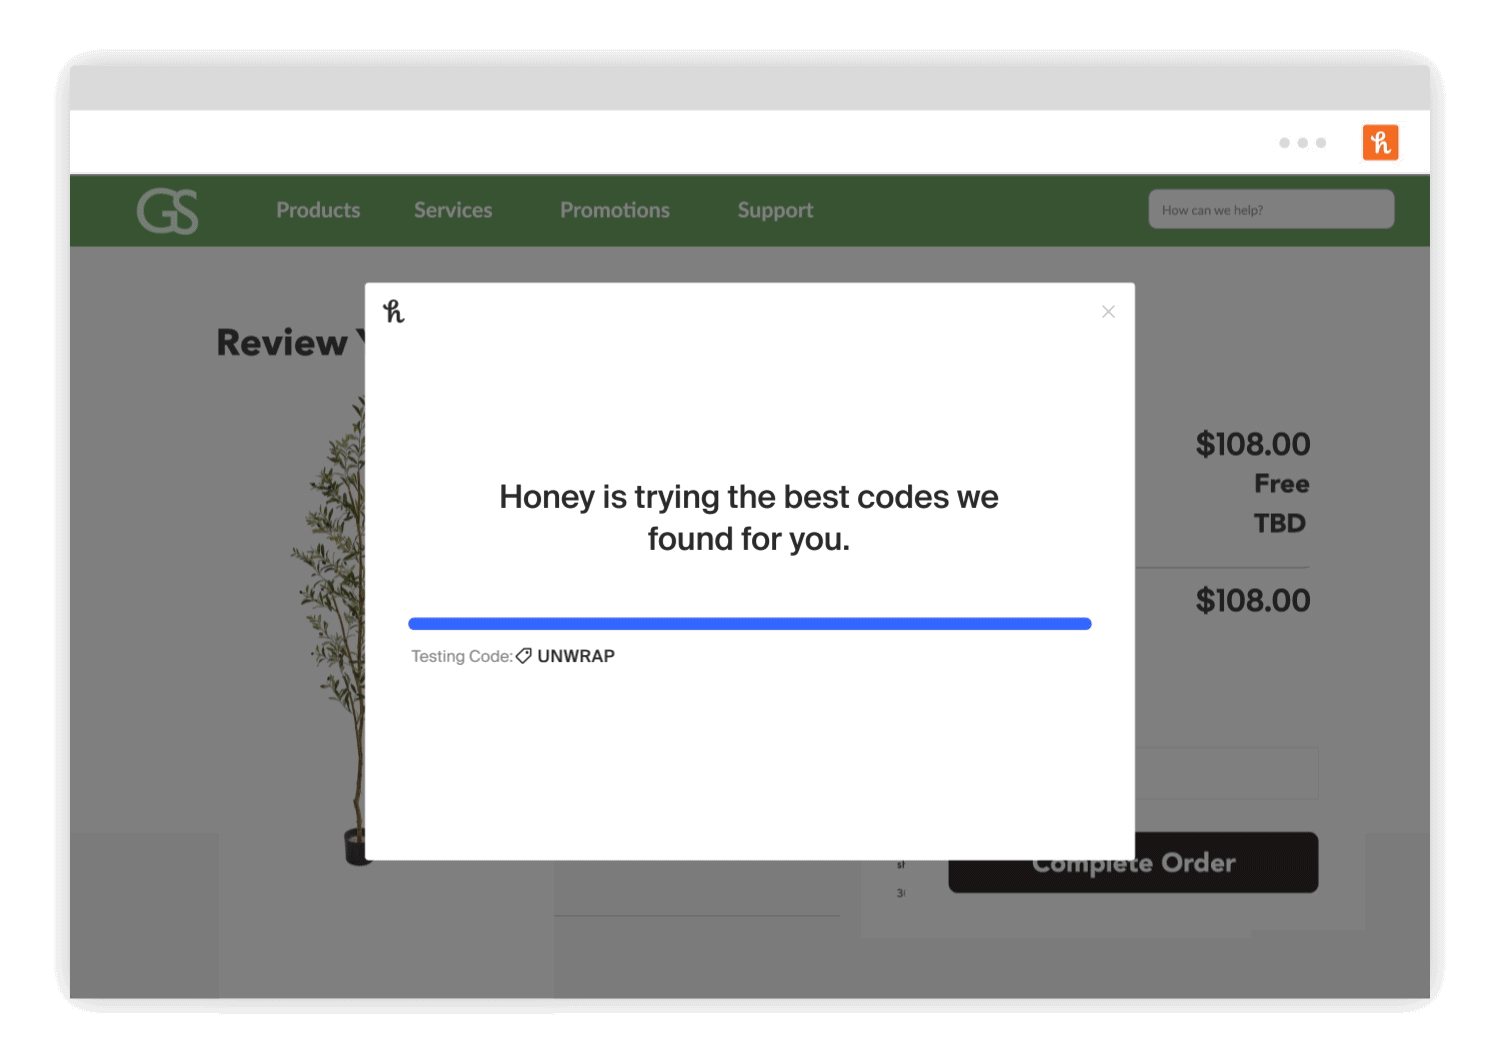 h
GS
Products
Services
Promotions
Support
How can we help?
h
Review
$108.00
Free
TBD
Honey is trying the best codes we
found for you.
$108.00
Testing Code: UNWRAP
Complete Order